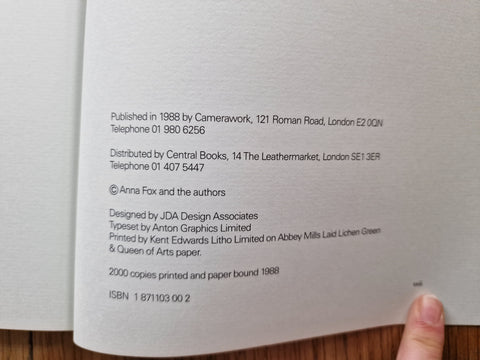 Published in 1988 by Camerawork, 121 Roman Road, London E2 0QN
Telephone 01 980 6256
Distributed by Central Books, 14 The Leathermarket, London SE1 3ER
Telephone 01 407 5447
© Anna Fox and the authors
Designed by JDA Design Associates
Typeset by Anton Graphics Limited
Printed by Kent Edwards Litho Limited on Abbey Mills Laid Lichen Green
& Queen of Arts paper.
2000 copies printed and paper bound 1988
ISBN 1 871103 00 2